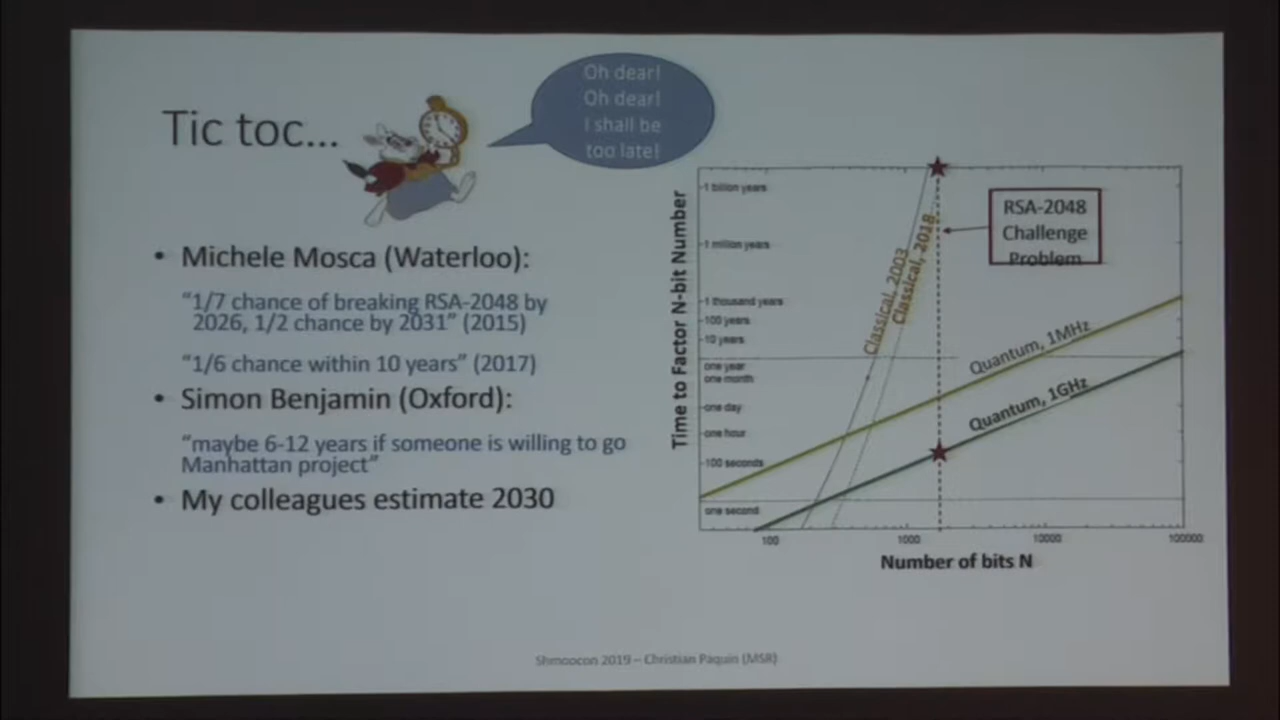 Oh dear!
Oh dear!
I shall be
too late!
Tic toc...
• Michele Mosca (Waterloo):
"1/7 chance of breaking RSA-2048 by
2026, 1/2 chance by 2031" (2015)
"1/6 chance within 10 years" (2017)
• Simon Benjamin (Oxford):
"maybe 6-12 years if someone is willing to go
Manhattan project"
• My colleagues estimate 2030
Time to Factor N-bit Number
1 billion years
1 million years
1 thousand years
100 years
10 years
one year
one month
one day
one hour
100 seconds
one second
Classical, 2003
Classical, 2018
RSA-2048
Challenge
Problem
Quantum, 1MHz
Quantum, 1GHz
100
1000
10000
100000
Number of bits N
Shmoocon 2019 – Christian Paquin (MSR)